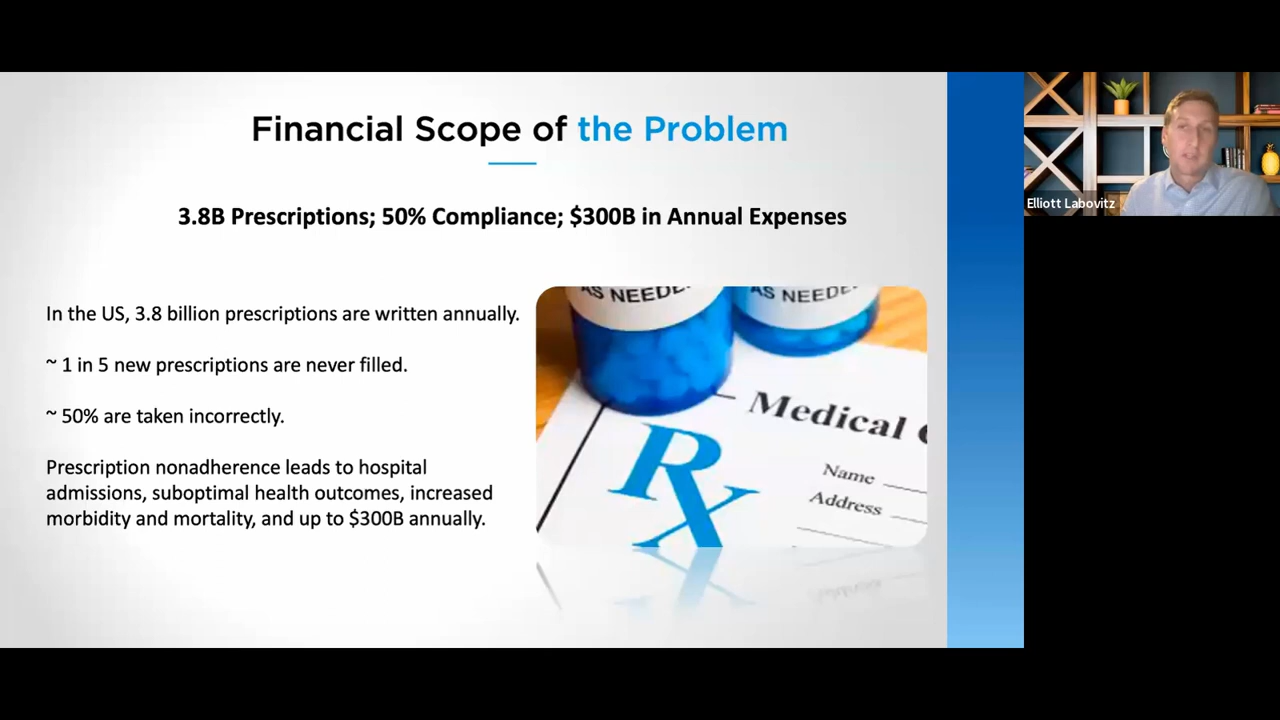 Financial Scope of the Problem
3.8B Prescriptions; 50% Compliance; $300B in Annual Expenses
In the US, 3.8 billion prescriptions are written annually.
~ 1 in 5 new prescriptions are never filled.
~ 50% are taken incorrectly.
Prescription nonadherence leads to hospital
admissions, suboptimal health outcomes, increased
morbidity and mortality, and up to $300B annually.
AS NEEDE
AS NEEDE
Medical
Rx
Name
Address
Elliott Labovitz